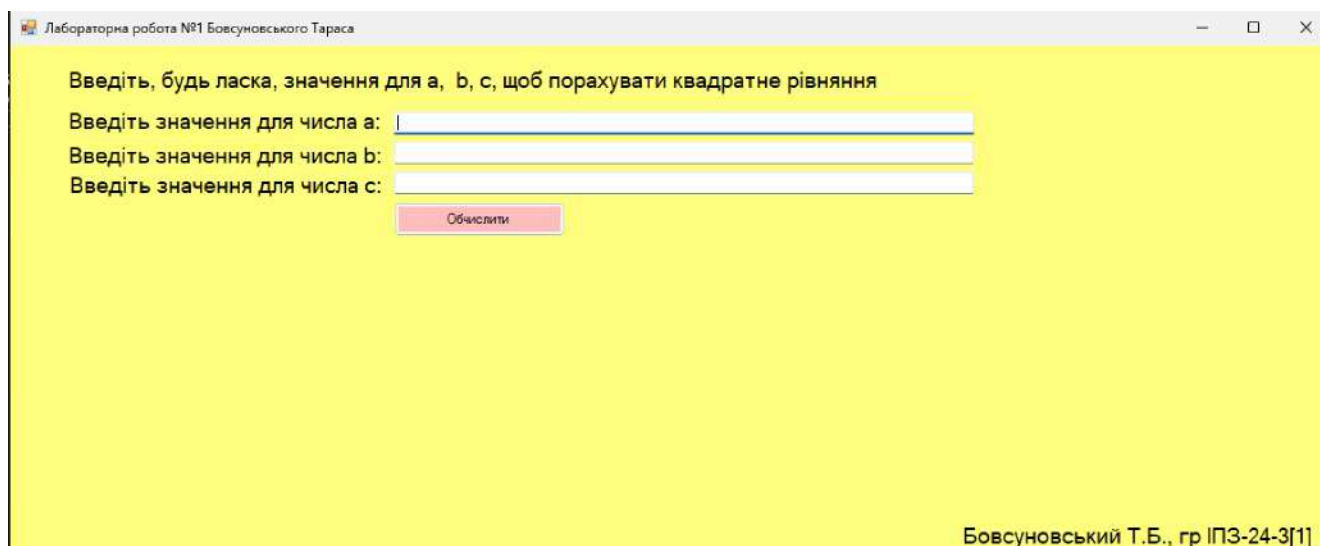 Лабораторна робота №1 Бовсуновського Тараса
Введіть, будь ласка, значення для a,  b, c, щоб порахувати квадратне рівняння
Введіть значення для числа a:
Введіть значення для числа b:
Введіть значення для числа c:
Обчислити
Бовсуновський Т.Б., гр ІПЗ-24-3[1]